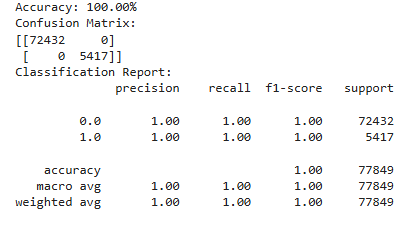 Accuracy: 100.00%
Confusion Matrix:
[[72432     0]
 [    0  5417]]
Classification Report:
              precision    recall  f1-score   support

         0.0       1.00      1.00      1.00     72432
         1.0       1.00      1.00      1.00      5417

    accuracy                           1.00     77849
   macro avg       1.00      1.00      1.00     77849
weighted avg       1.00      1.00      1.00     77849